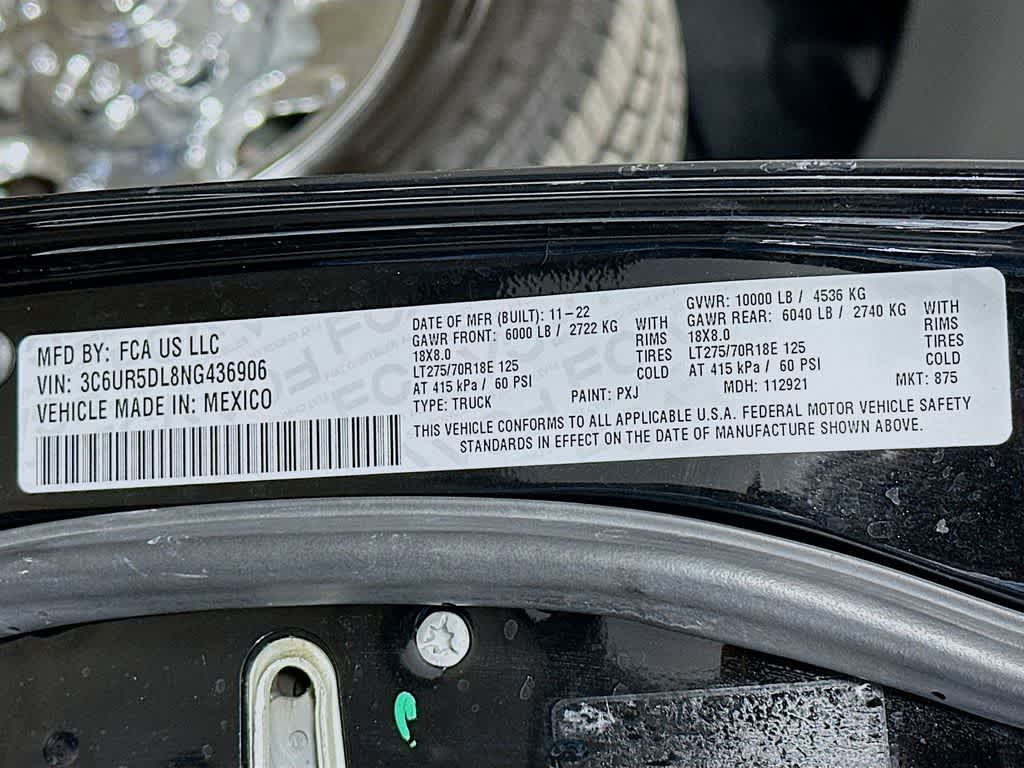 MFD BY: FCA US LLC
VIN: 3C6UR5DL8NG436906
VEHICLE MADE IN: MEXICO
DATE OF MFR (BUILT): 11-22
GAWR FRONT: 6000 LB / 2722 KG
18X8.0
LT275/70R18E 125
AT 415 kPa / 60 PSI
WITH
RIMS
TIRES
COLD
TYPE: TRUCK
PAINT: PXJ
GVWR: 10000 LB / 4536 KG
GAWR REAR: 6040 LB / 2740 KG
18X8.0
LT275/70R18E 125
AT 415 kPa / 60 PSI
WITH
RIMS
TIRES
COLD
MDH: 112921
MKT: 875
THIS VEHICLE CONFORMS TO ALL APPLICABLE U.S.A. FEDERAL MOTOR VEHICLE SAFETY
STANDARDS IN EFFECT ON THE DATE OF MANUFACTURE SHOWN ABOVE.